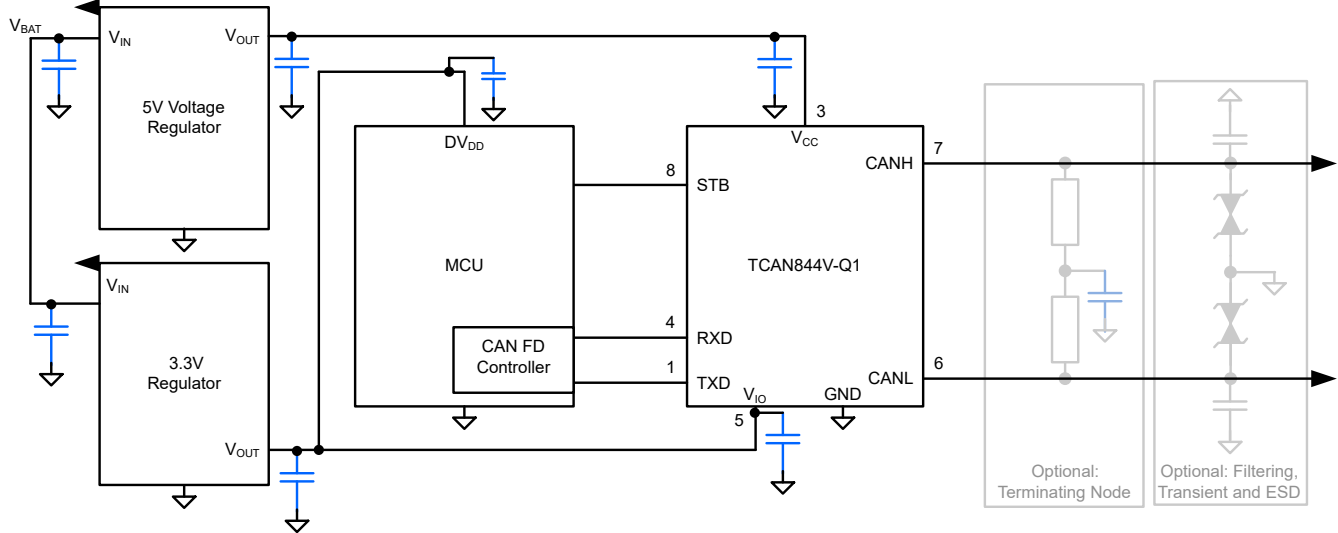 VBAT
VIN
VOUT
5V Voltage
Regulator
3
DVDD
VCC
7
CANH
8
STB
MCU
TCAN844V-Q1
VIN
3.3V
Regulator
4
CAN FD
Controller
RXD
1
TXD
6
CANL
VIO
GND
5
VOUT
Optional:
Terminating Node
Optional: Filtering,
Transient and ESD